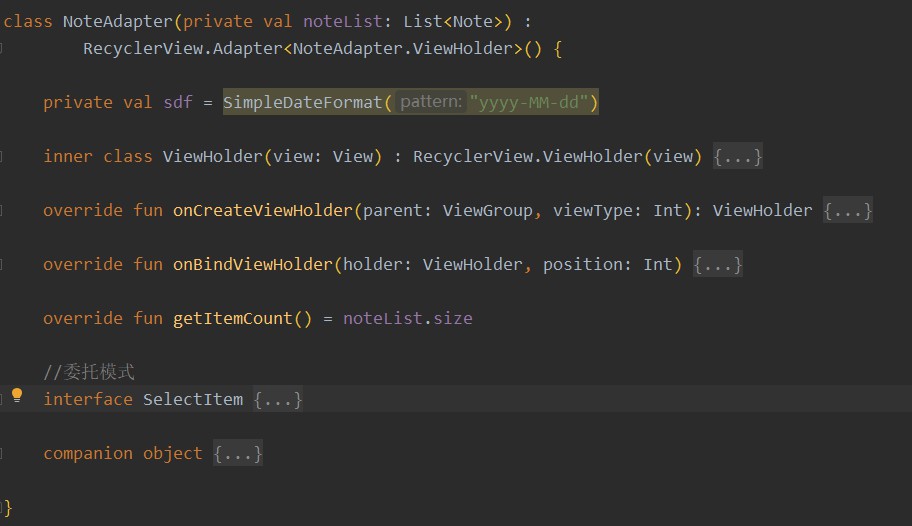 class NoteAdapter(private val noteList: List<Note>) :
RecyclerView.Adapter<NoteAdapter.ViewHolder>() {
private val sdf = SimpleDateFormat( pattern: "yyyy-MM-dd")
inner class ViewHolder(view: View) : RecyclerView.ViewHolder(view) {...}
override fun onCreateViewHolder(parent: ViewGroup, viewType: Int): ViewHolder {...}
override fun onBindViewHolder(holder: ViewHolder, position: Int) {...}
override fun getItemCount() = noteList.size
//委托模式
interface SelectItem {...}
companion object {...}
}